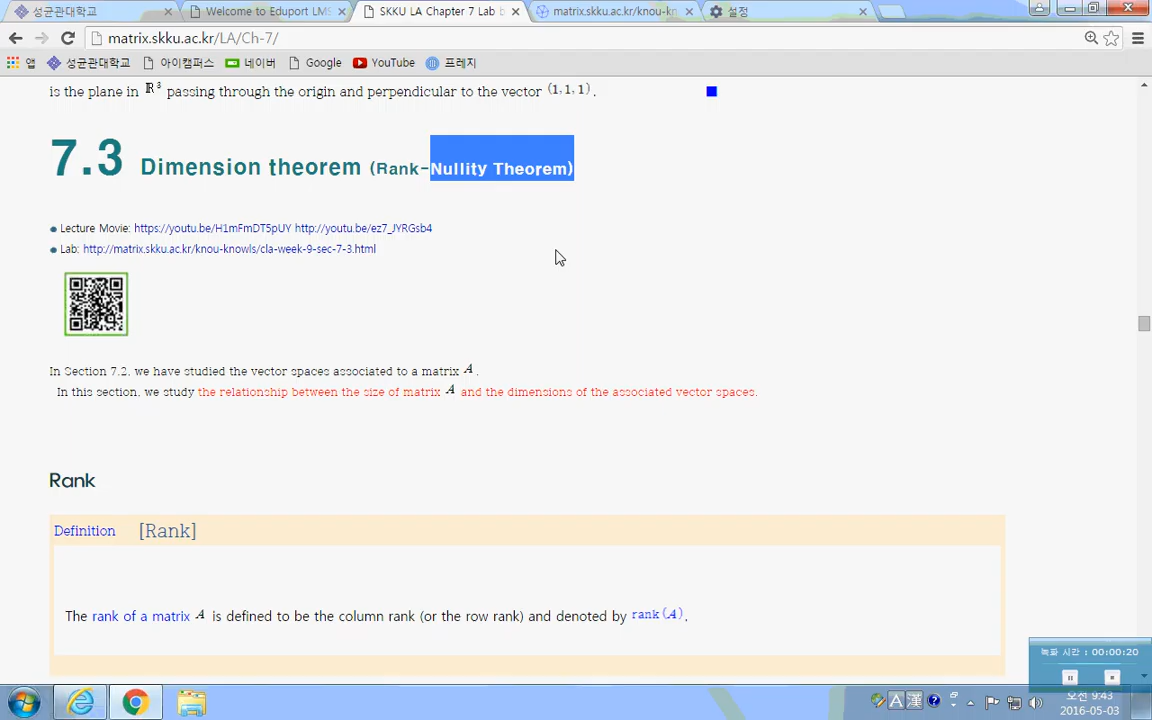 성균관대학교
Welcome to Eduport LMS
SKKU LA Chapter 7 Lab b
matrix.skku.ac.kr/knou-kn
설정
matrix.skku.ac.kr/LA/Ch-7/
앱
성균관대학교
아이캠퍼스
네이버
Google
YouTube
프레지
is the plane in ℝ³ passing through the origin and perpendicular to the vector (1,1,1).
7.3 Dimension theorem (Rank-Nullity Theorem)
Lecture Movie: https://youtu.be/H1mFmDT5pUY http://youtu.be/ez7_JYRGsb4
Lab: http://matrix.skku.ac.kr/knou-knowls/cla-week-9-sec-7-3.html
In Section 7.2, we have studied the vector spaces associated to a matrix A.
In this section, we study the relationship between the size of matrix A and the dimensions of the associated vector spaces.
Rank
Definition [Rank]
The rank of a matrix A is defined to be the column rank (or the row rank) and denoted by rank(A).
녹화 시간 : 00:00:20
A 漢
오전 9:43
2016-05-03